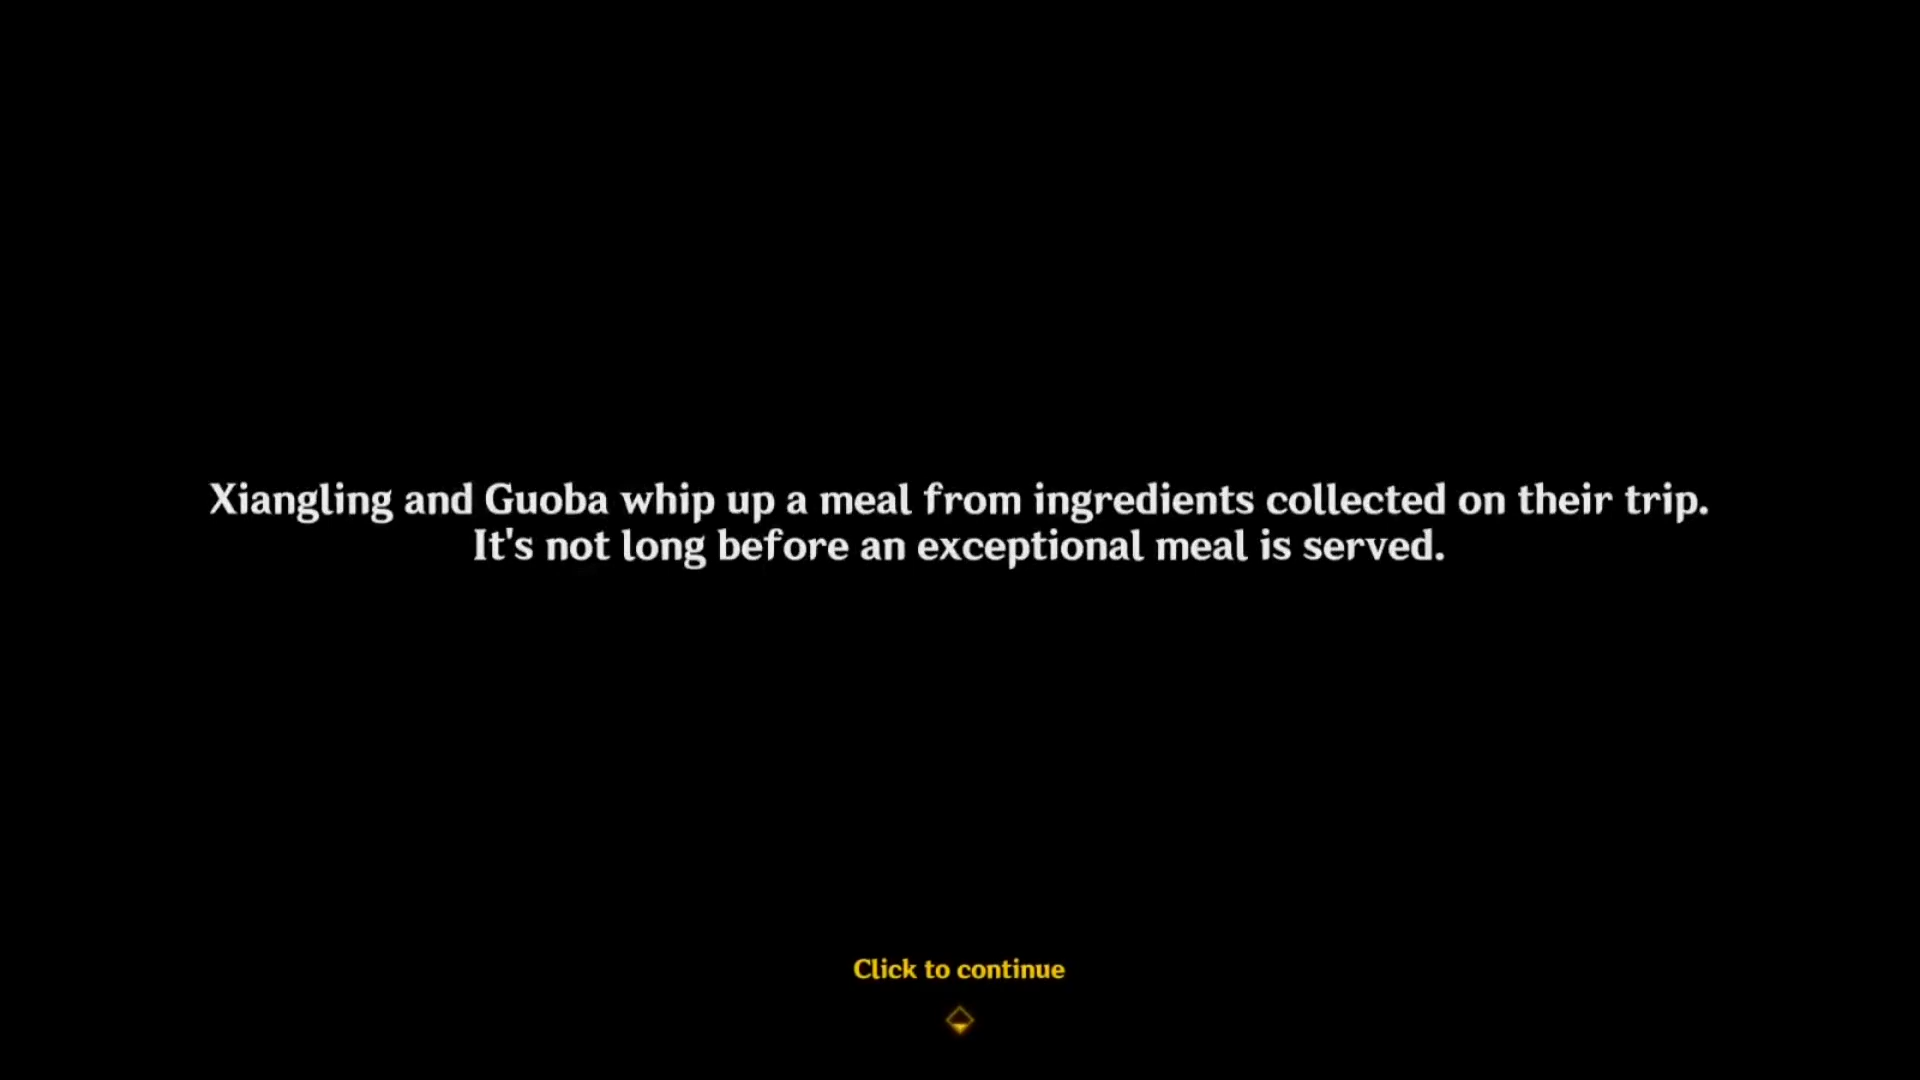 Xiangling and Guoba whip up a meal from ingredients collected on their trip.
It's not long before an exceptional meal is served.
Click to continue